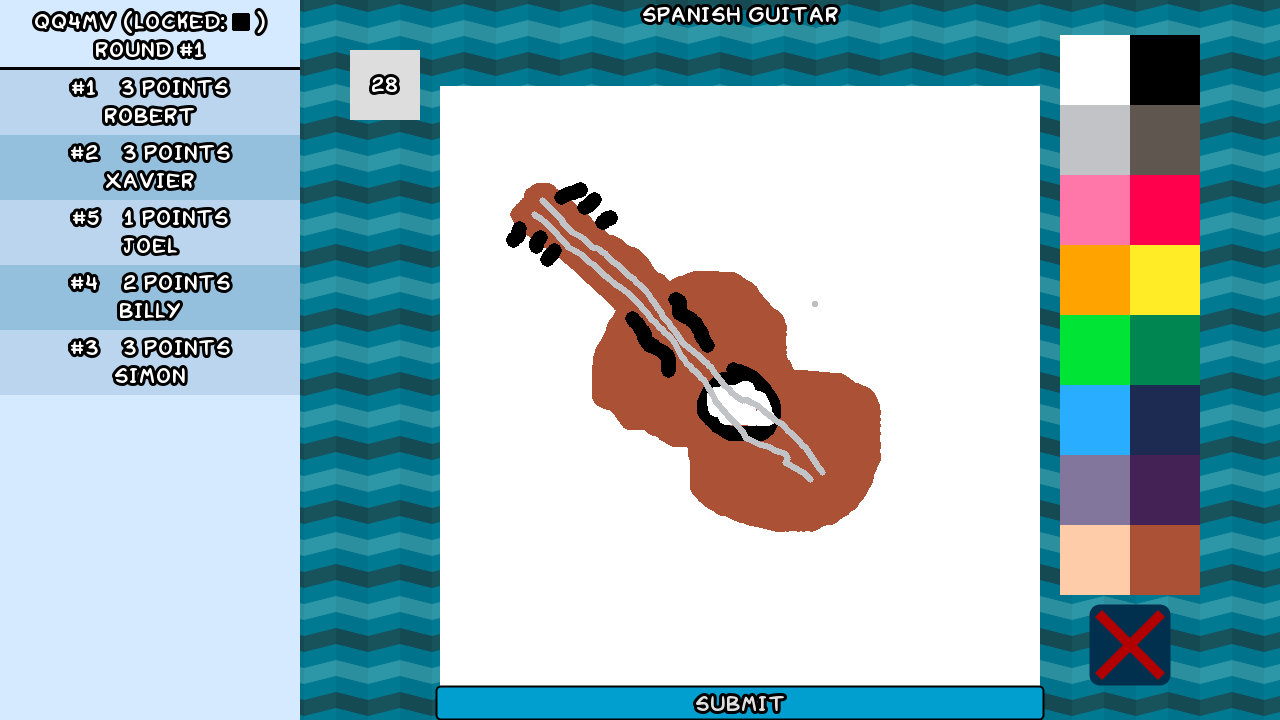 QQ4MV (LOCKED: )
ROUND #1
#1 3 POINTS
ROBERT
#2 3 POINTS
XAVIER
#5 1 POINTS
JOEL
#4 2 POINTS
BILLY
#3 3 POINTS
SIMON
SPANISH GUITAR
28
SUBMIT